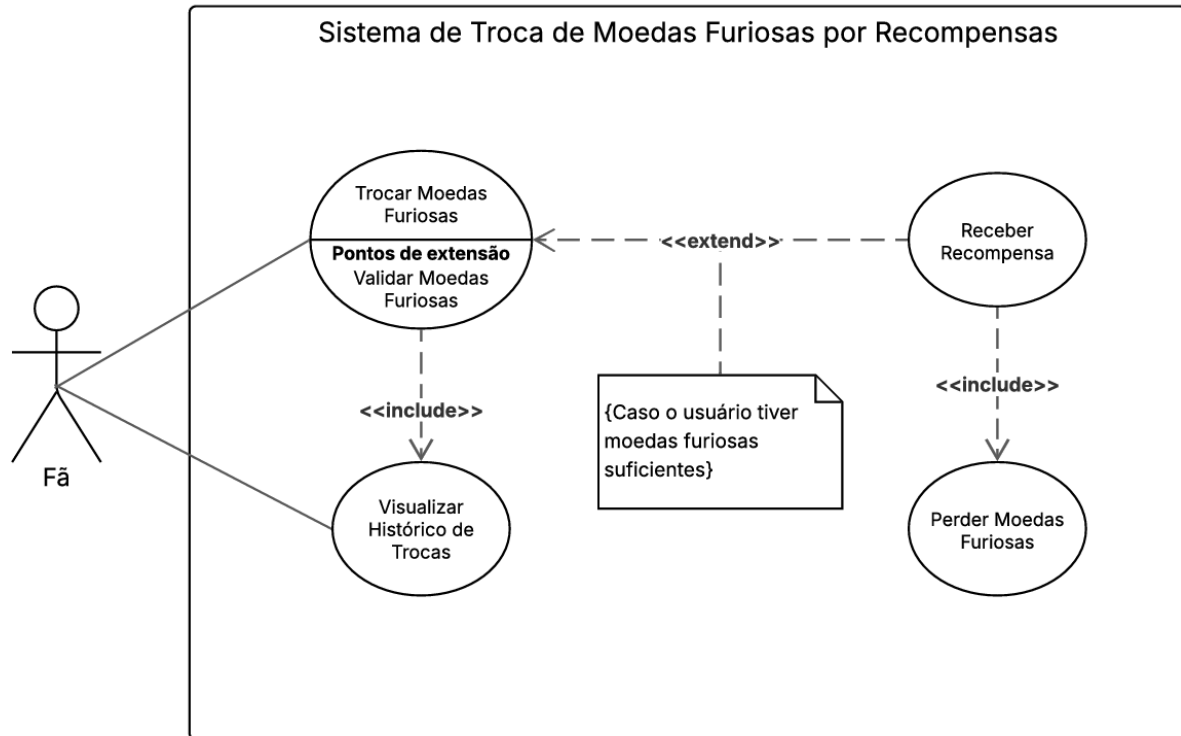 Sistema de Troca de Moedas Furiosas por Recompensas
Trocar Moedas
Furiosas
Pontos de extensão
Validar Moedas
Furiosas
<<extend>>
Receber
Recompensa
<<include>>
{Caso o usuário tiver
moedas furiosas
suficientes}
<<include>>
Fã
Visualizar
Histórico de
Trocas
Perder Moedas
Furiosas